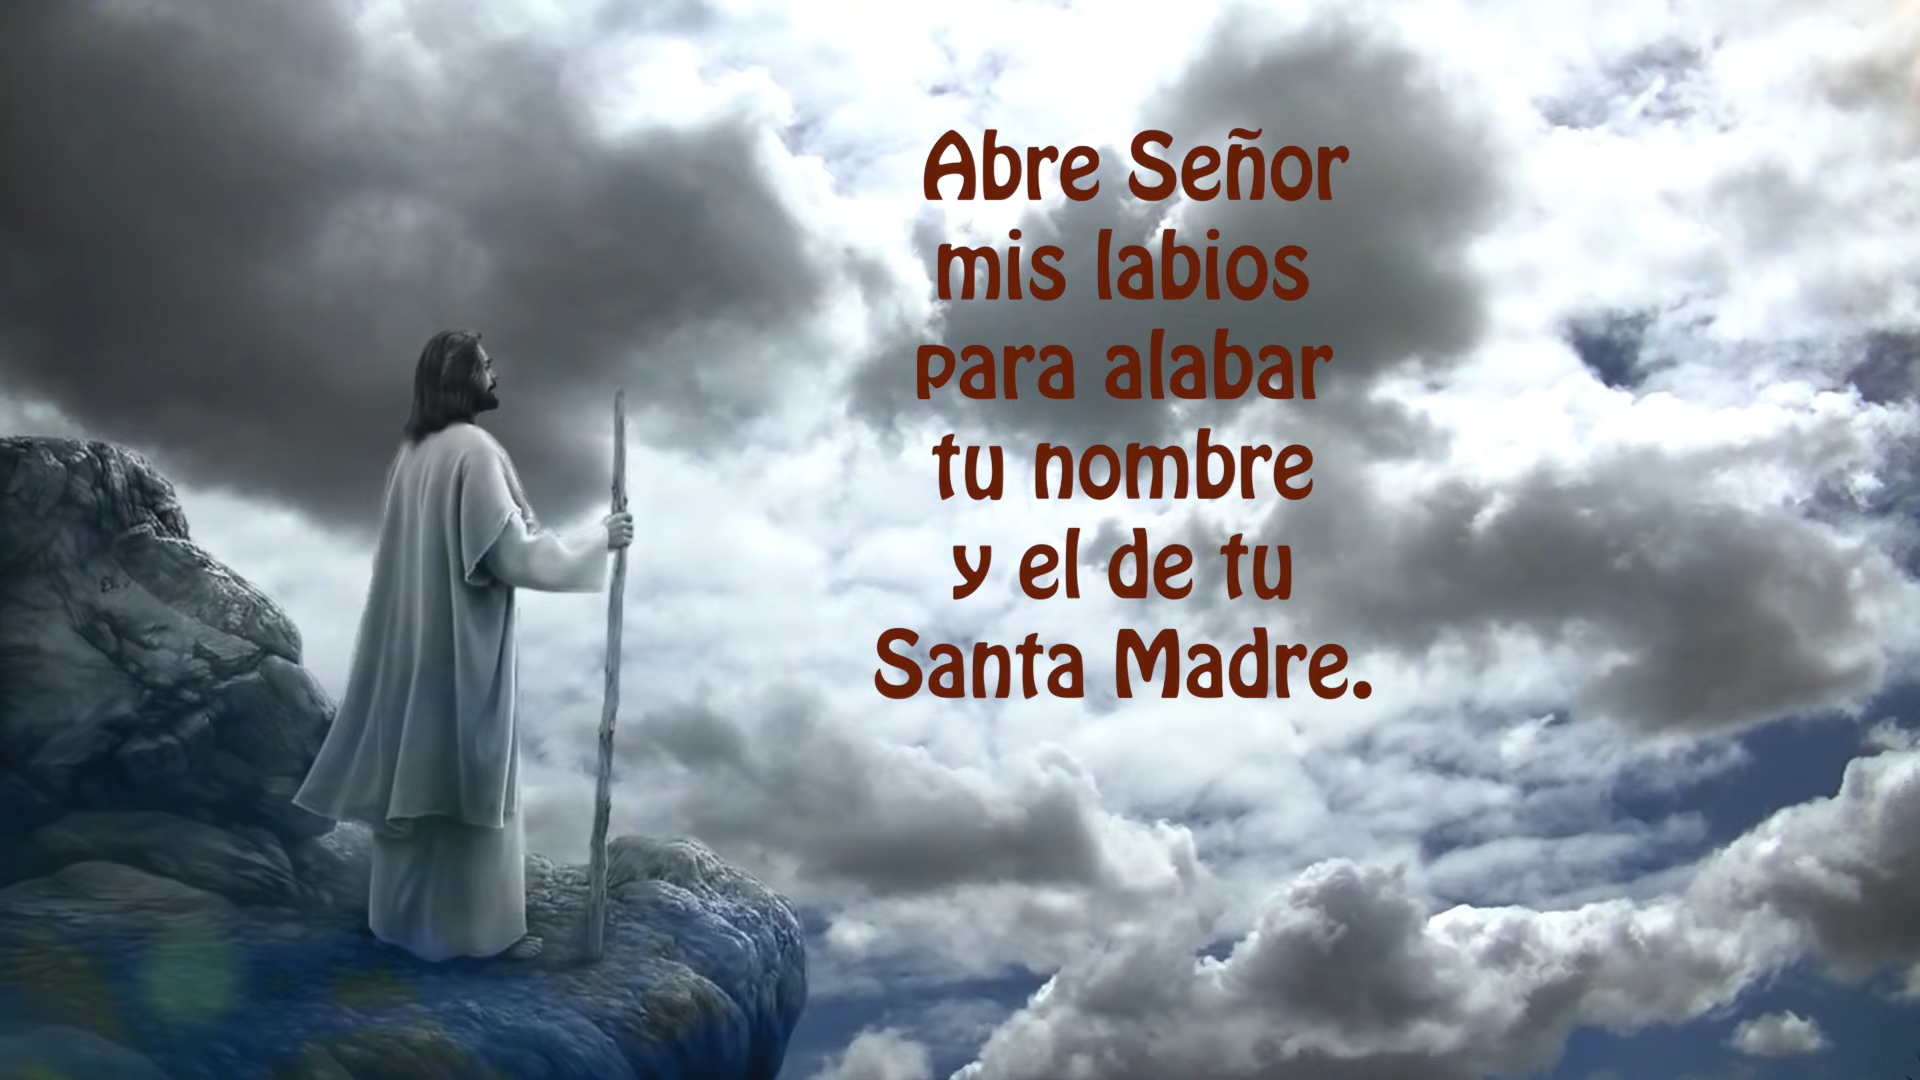 Abre Señor
mis labios
para alabar
tu nombre
y el de tu
Santa Madre.